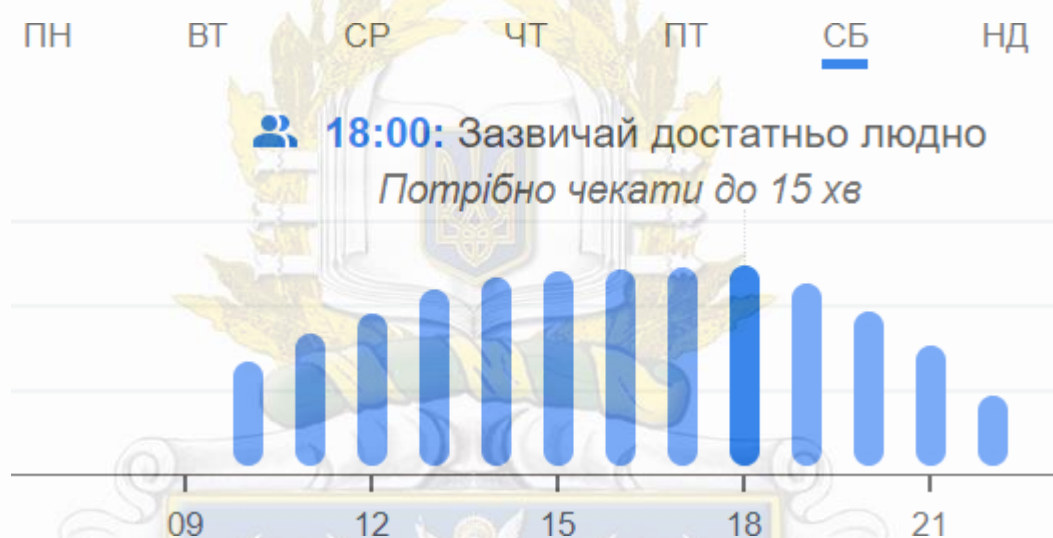 ПН ВТ СР ЧТ ПТ СБ НД
18:00: Зазвичай достатньо людно
Потрібно чекати до 15 хв
09 12 15 18 21